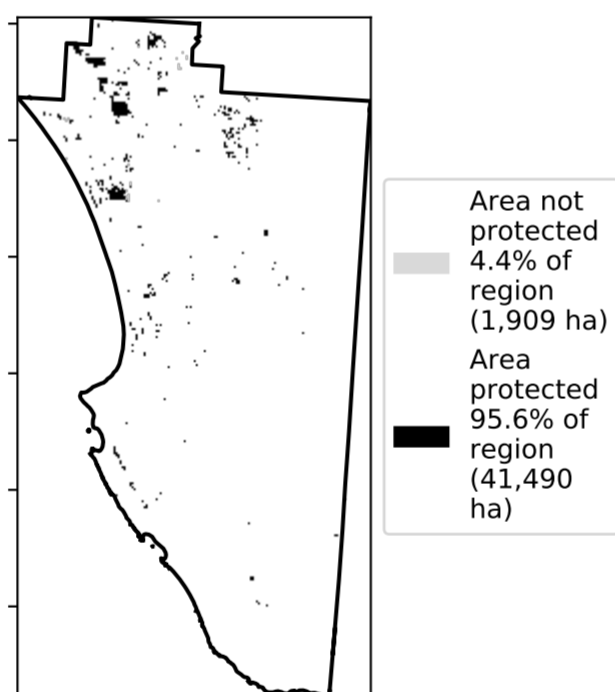 Area not
protected
4.4% of
region
(1,909 ha)
Area
protected
95.6% of
region
(41,490
ha)